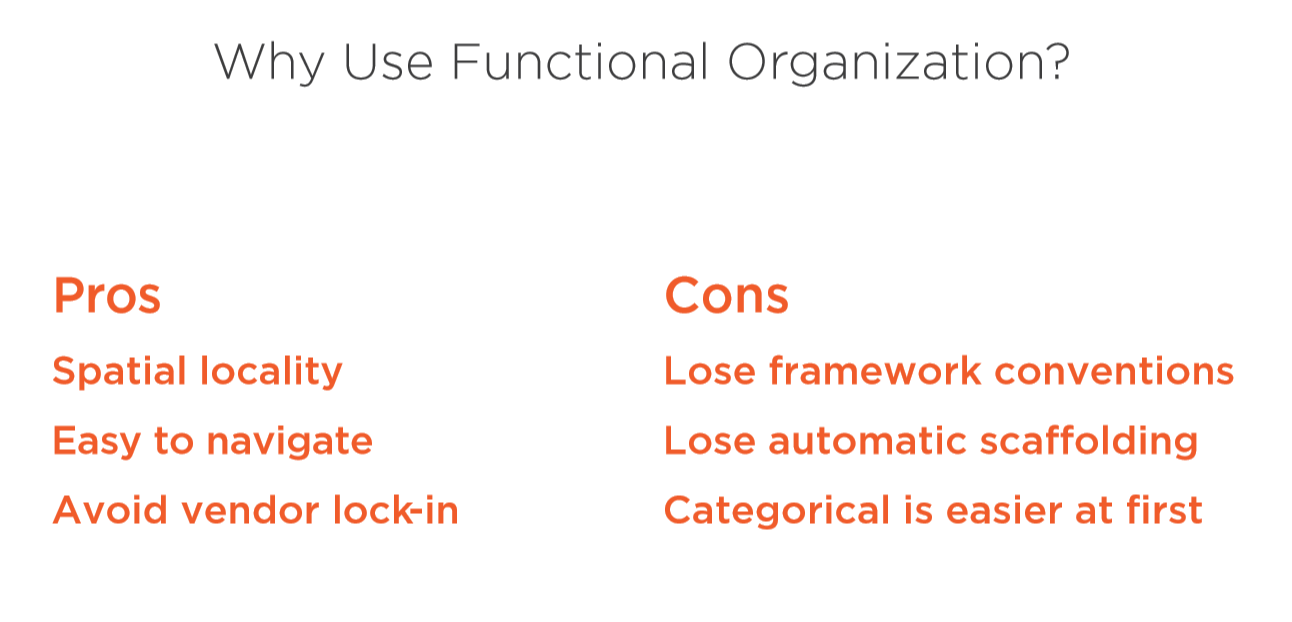 Why Use Functional Organization?
Pros
Spatial locality
Easy to navigate
Avoid vendor lock-in
Cons
Lose framework conventions
Lose automatic scaffolding
Categorical is easier at first